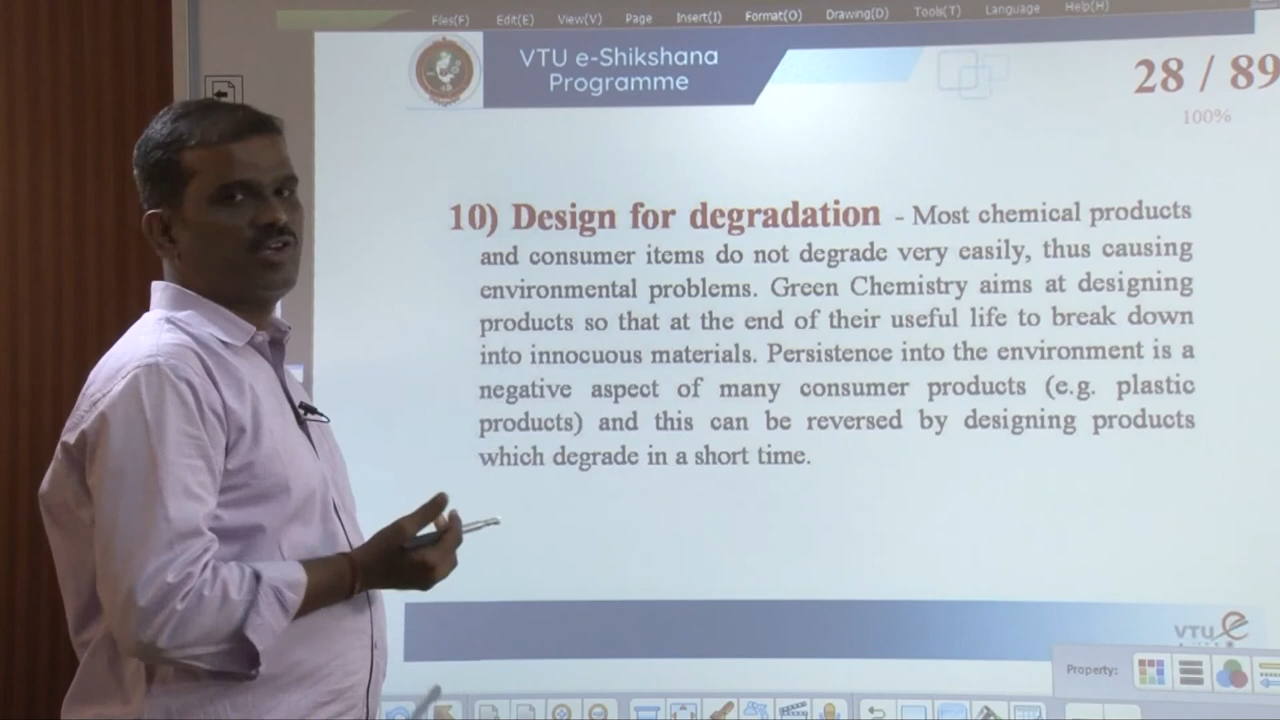 Files(F) Edit(E) View(V) Page Insert(I) Format(O) Drawing(D) Tools(T) Language Help(H)
VTU e-Shikshana
Programme
28 / 89
100%
10) Design for degradation - Most chemical products
and consumer items do not degrade very easily, thus causing
environmental problems. Green Chemistry aims at designing
products so that at the end of their useful life to break down
into innocuous materials. Persistence into the environment is a
negative aspect of many consumer products (e.g. plastic
products) and this can be reversed by designing products
which degrade in a short time.
VTU e
Property: